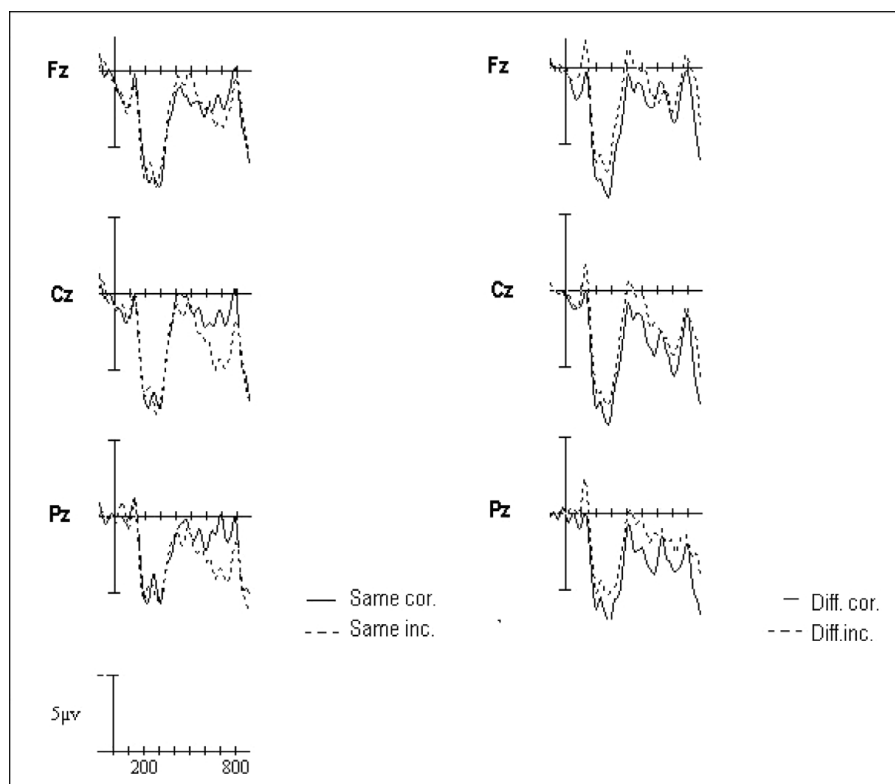 Fz
Fz
Cz
Cz
Pz
Pz
Same cor.
Same inc.
Diff. cor.
Diff.inc.
5μv
200 800